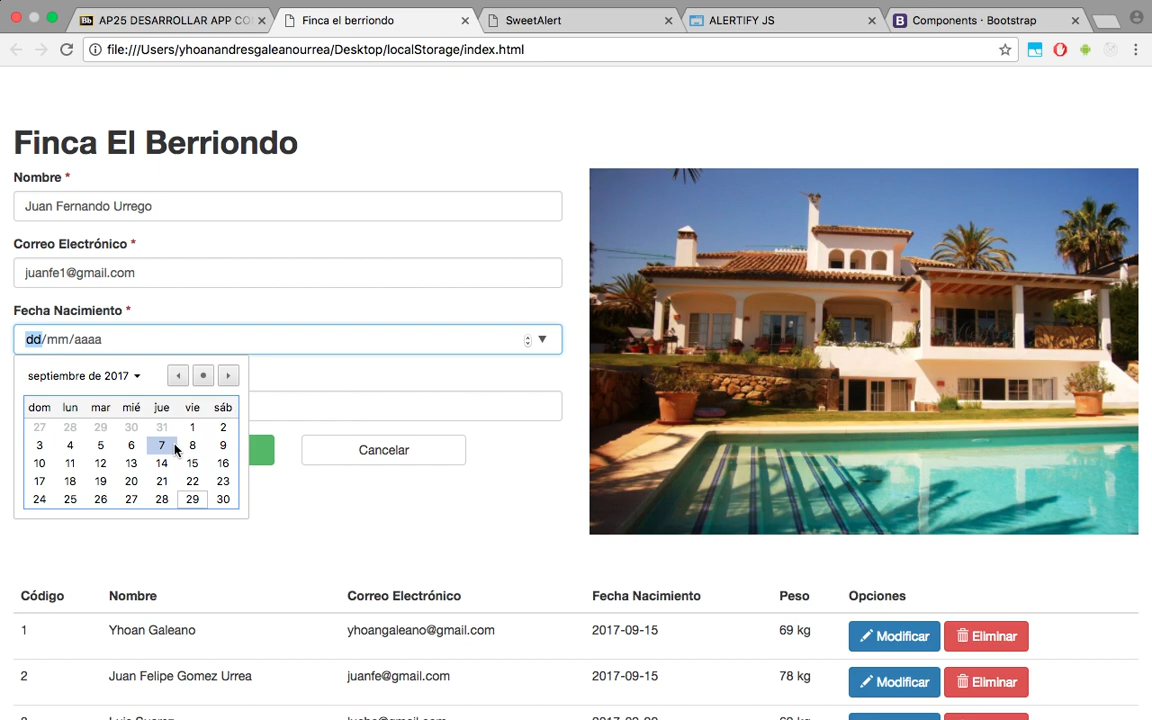 AP25 DESARROLLAR APP CO
Finca el berriondo
SweetAlert
ALERTIFY JS
Components · Bootstrap
file:///Users/yhoanandresgaleanourrea/Desktop/localStorage/index.html
Finca El Berriondo
Nombre *
Juan Fernando Urrego
Correo Electrónico *
juanfe1@gmail.com
Fecha Nacimiento *
dd/mm/aaaa
septiembre de 2017
dom lun mar mié jue vie sáb
27 28 29 30 31 1 2
3 4 5 6 7 8 9
10 11 12 13 14 15 16
17 18 19 20 21 22 23
24 25 26 27 28 29 30
Cancelar
Código Nombre Correo Electrónico Fecha Nacimiento Peso Opciones
1 Yhoan Galeano yhoangaleano@gmail.com 2017-09-15 69 kg Modificar Eliminar
2 Juan Felipe Gomez Urrea juanfe@gmail.com 2017-09-15 78 kg Modificar Eliminar